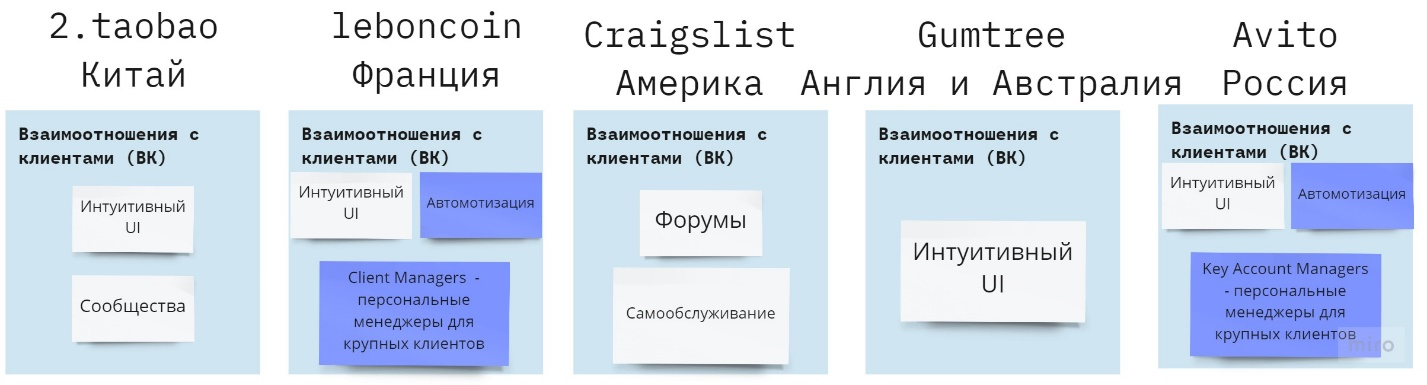 2.taobao
Китай
leboncoin
Франция
Craigslist
Америка
Gumtree
Англия и Австралия
Avito
Россия
Взаимоотношения с
клиентами (ВК)
Интуитивный
UI
Сообщества
Взаимоотношения с
клиентами (ВК)
Интуитивный
UI
Автомотизация
Client Managers -
персональные
менеджеры для
крупных клиентов
Взаимоотношения с
клиентами (ВК)
Форумы
Самообслуживание
Взаимоотношения с
клиентами (ВК)
Интуитивный
UI
Взаимоотношения с
клиентами (ВК)
Интуитивный
UI
Автомотизация
Key Account Managers
- персональные
менеджеры для
крупных клиентов
miro